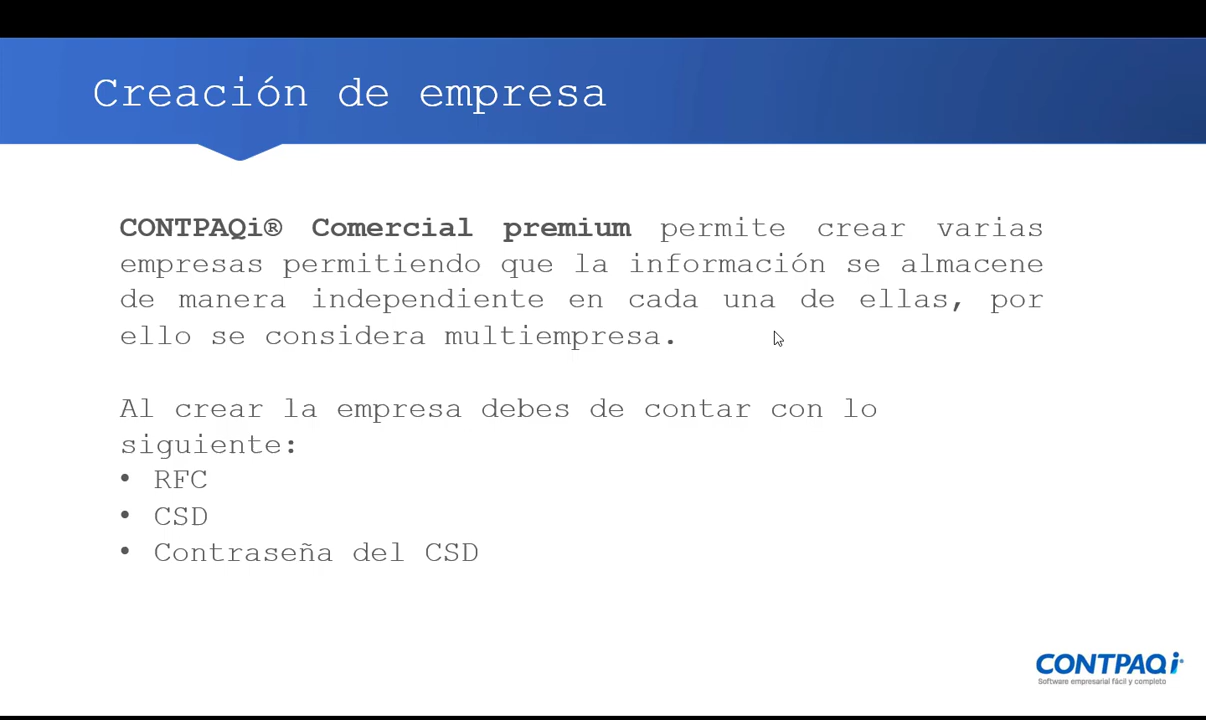 Creación de empresa
CONTPAQi® Comercial premium permite crear varias
empresas permitiendo que la información se almacene
de manera independiente en cada una de ellas, por
ello se considera multiempresa.
Al crear la empresa debes de contar con lo
siguiente:
• RFC
• CSD
• Contraseña del CSD
CONTPAQi®
Software empresarial fácil y completo